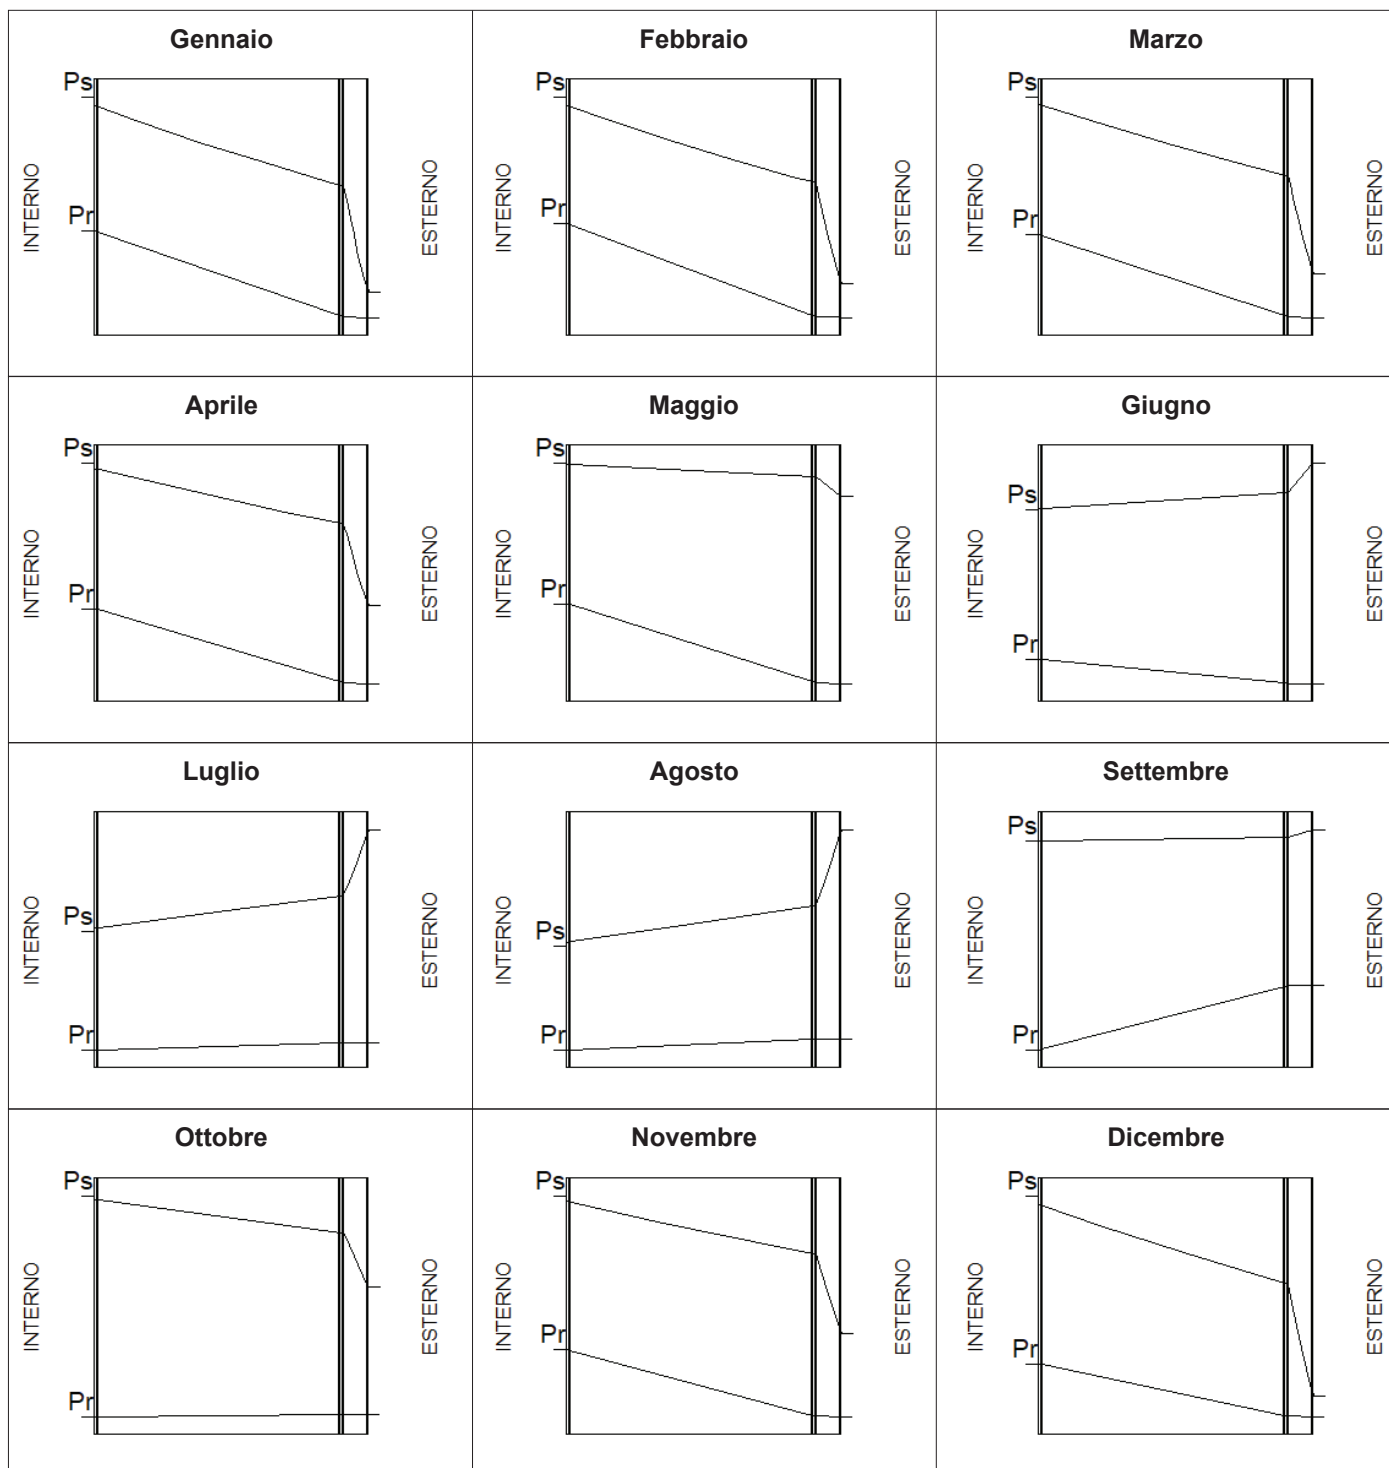 Gennaio
Febbraio
Marzo
Ps
Pr
INTERNO
ESTERNO
Ps
Pr
INTERNO
ESTERNO
Ps
Pr
INTERNO
ESTERNO
Aprile
Maggio
Giugno
Ps
Pr
INTERNO
ESTERNO
Ps
Pr
INTERNO
ESTERNO
Ps
Pr
INTERNO
ESTERNO
Luglio
Agosto
Settembre
Ps
Pr
INTERNO
ESTERNO
Ps
Pr
INTERNO
ESTERNO
Ps
Pr
INTERNO
ESTERNO
Ottobre
Novembre
Dicembre
Ps
Pr
INTERNO
ESTERNO
Ps
Pr
INTERNO
ESTERNO
Ps
Pr
INTERNO
ESTERNO